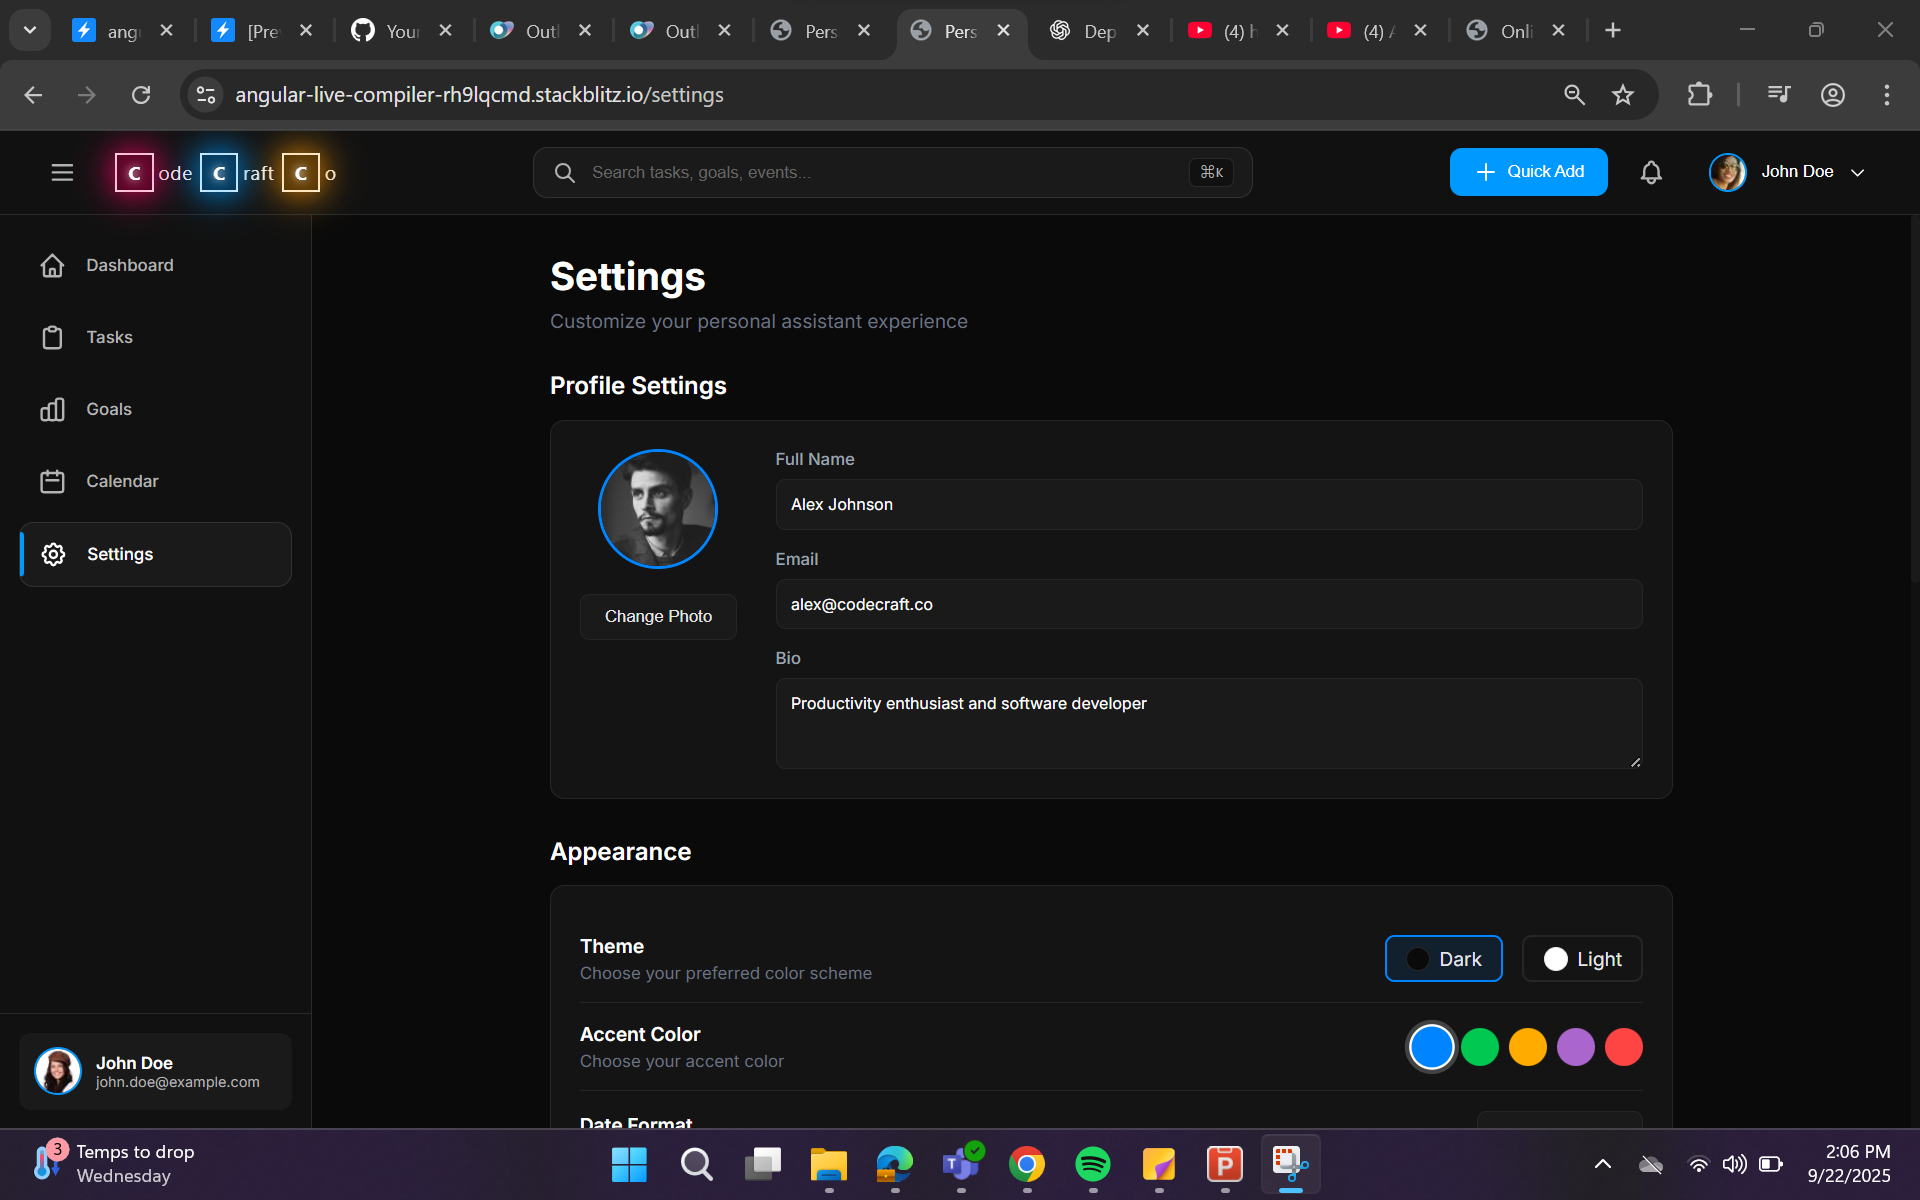 angu
[Pre
Your
Outl
Outl
Pers
Pers
Dep
(4) h
(4) A
Onli
angular-live-compiler-rh9lqcmd.stackblitz.io/settings
C ode C raft C o
Search tasks, goals, events...
⌘K
Quick Add
John Doe
Dashboard
Tasks
Goals
Calendar
Settings
Settings
Customize your personal assistant experience
Profile Settings
Full Name
Alex Johnson
Email
alex@codecraft.co
Change Photo
Bio
Productivity enthusiast and software developer
Appearance
Theme
Choose your preferred color scheme
Dark
Light
Accent Color
Choose your accent color
Date Format
John Doe
john.doe@example.com
3
Temps to drop
Wednesday
2:06 PM
9/22/2025